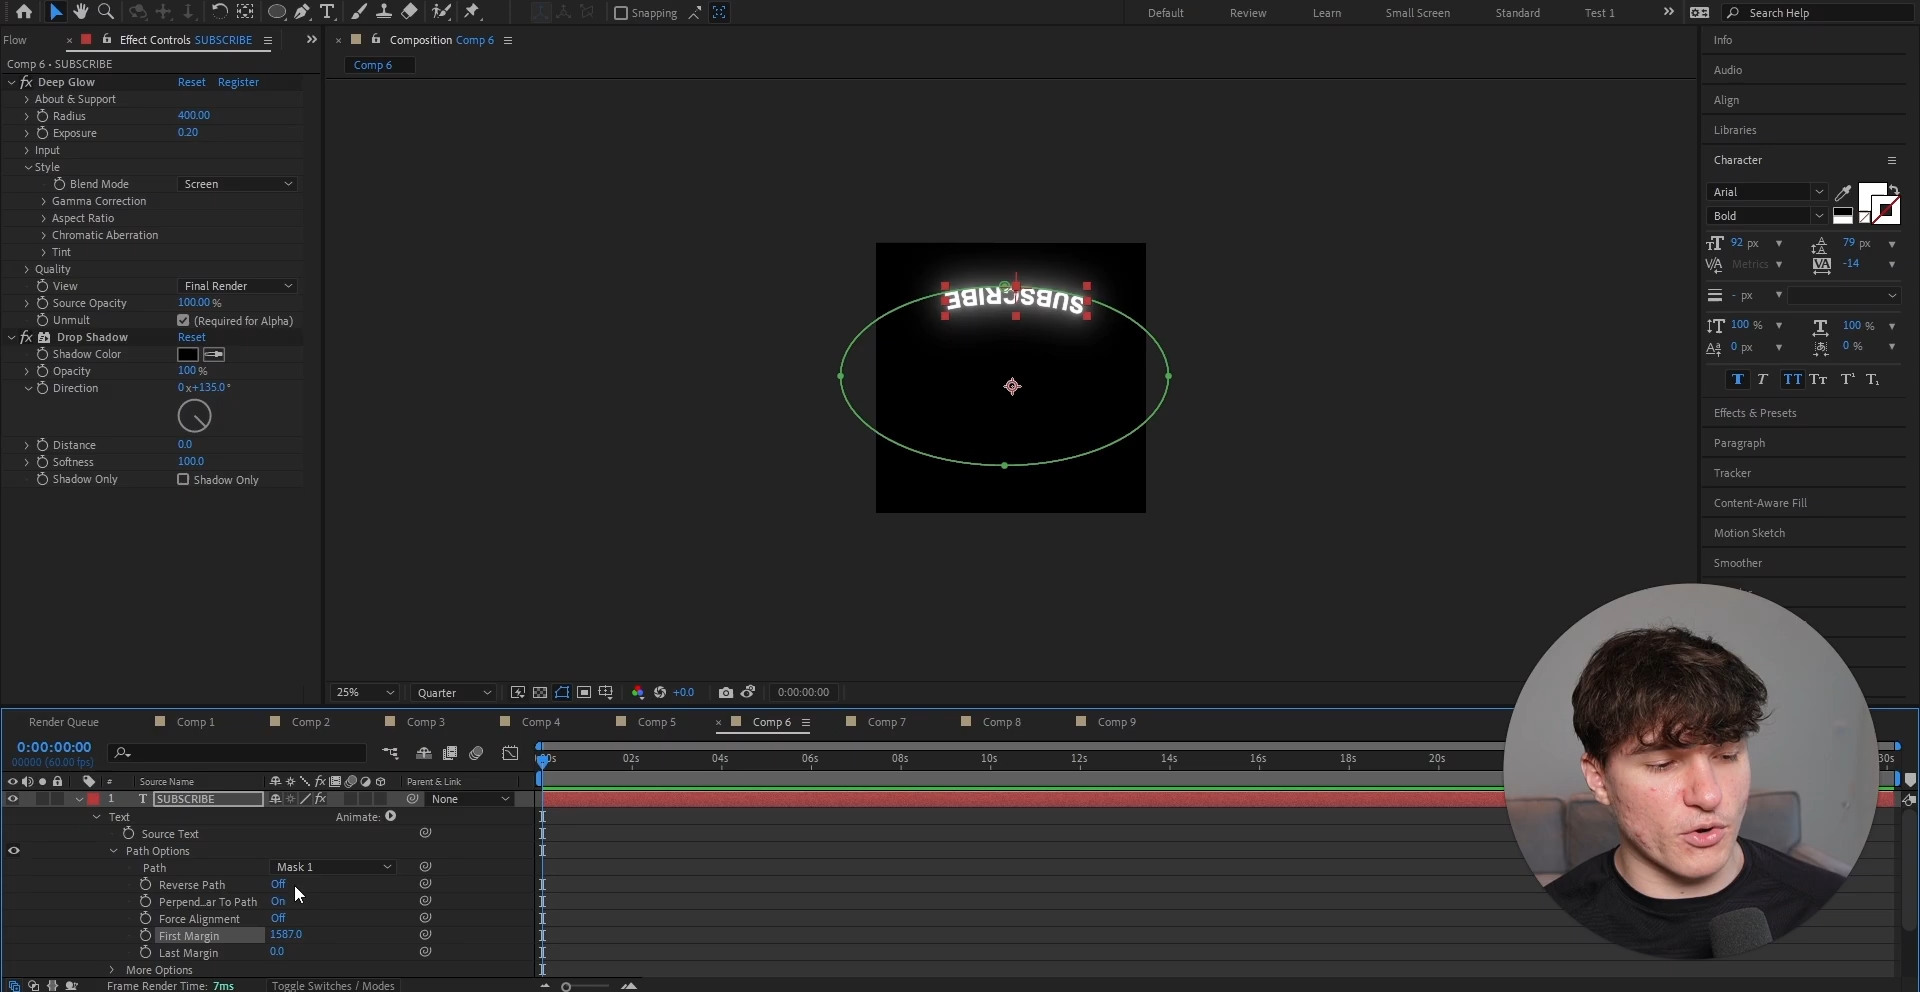 Snapping
Default
Review
Learn
Small Screen
Standard
Test 1
Search Help
Flow
Effect Controls SUBSCRIBE
Composition Comp 6
Info
Comp 6 • SUBSCRIBE
Comp 6
Audio
fx Deep Glow Reset Register
About & Support
Align
Radius 400.00
Exposure 0.20
Libraries
Input
Style
Character
Blend Mode Screen
Gamma Correction
Arial
Aspect Ratio
Bold
Chromatic Aberration
Tint
92 px 79 px
Quality
Metrics -14
View Final Render
- px
Source Opacity 100.00 %
Unmult (Required for Alpha)
100 % 100 %
fx Drop Shadow Reset
0 px 0 %
Shadow Color
Opacity 100 %
T T TT Tт T¹ T₁
Direction 0 x+135.0°
Effects & Presets
Distance 0.0
Paragraph
Softness 100.0
Tracker
Shadow Only Shadow Only
Content-Aware Fill
Motion Sketch
Smoother
SUBSCRIBE
25% Quarter +0.0 0:00:00:00
Render Queue Comp 1 Comp 2 Comp 3 Comp 4 Comp 5 Comp 6 Comp 7 Comp 8 Comp 9
0:00:00:00
00000 (60.00 fps)
02s 04s 06s 08s 10s 12s 14s 16s 18s 20s 30s
# Source Name fx Parent & Link
1 T SUBSCRIBE fx None
Text Animate:
Source Text
Path Options
Path Mask 1
Reverse Path Off
Perpend...ar To Path On
Force Alignment Off
First Margin 1587.0
Last Margin 0.0
More Options
Frame Render Time: 7ms Toggle Switches / Modes